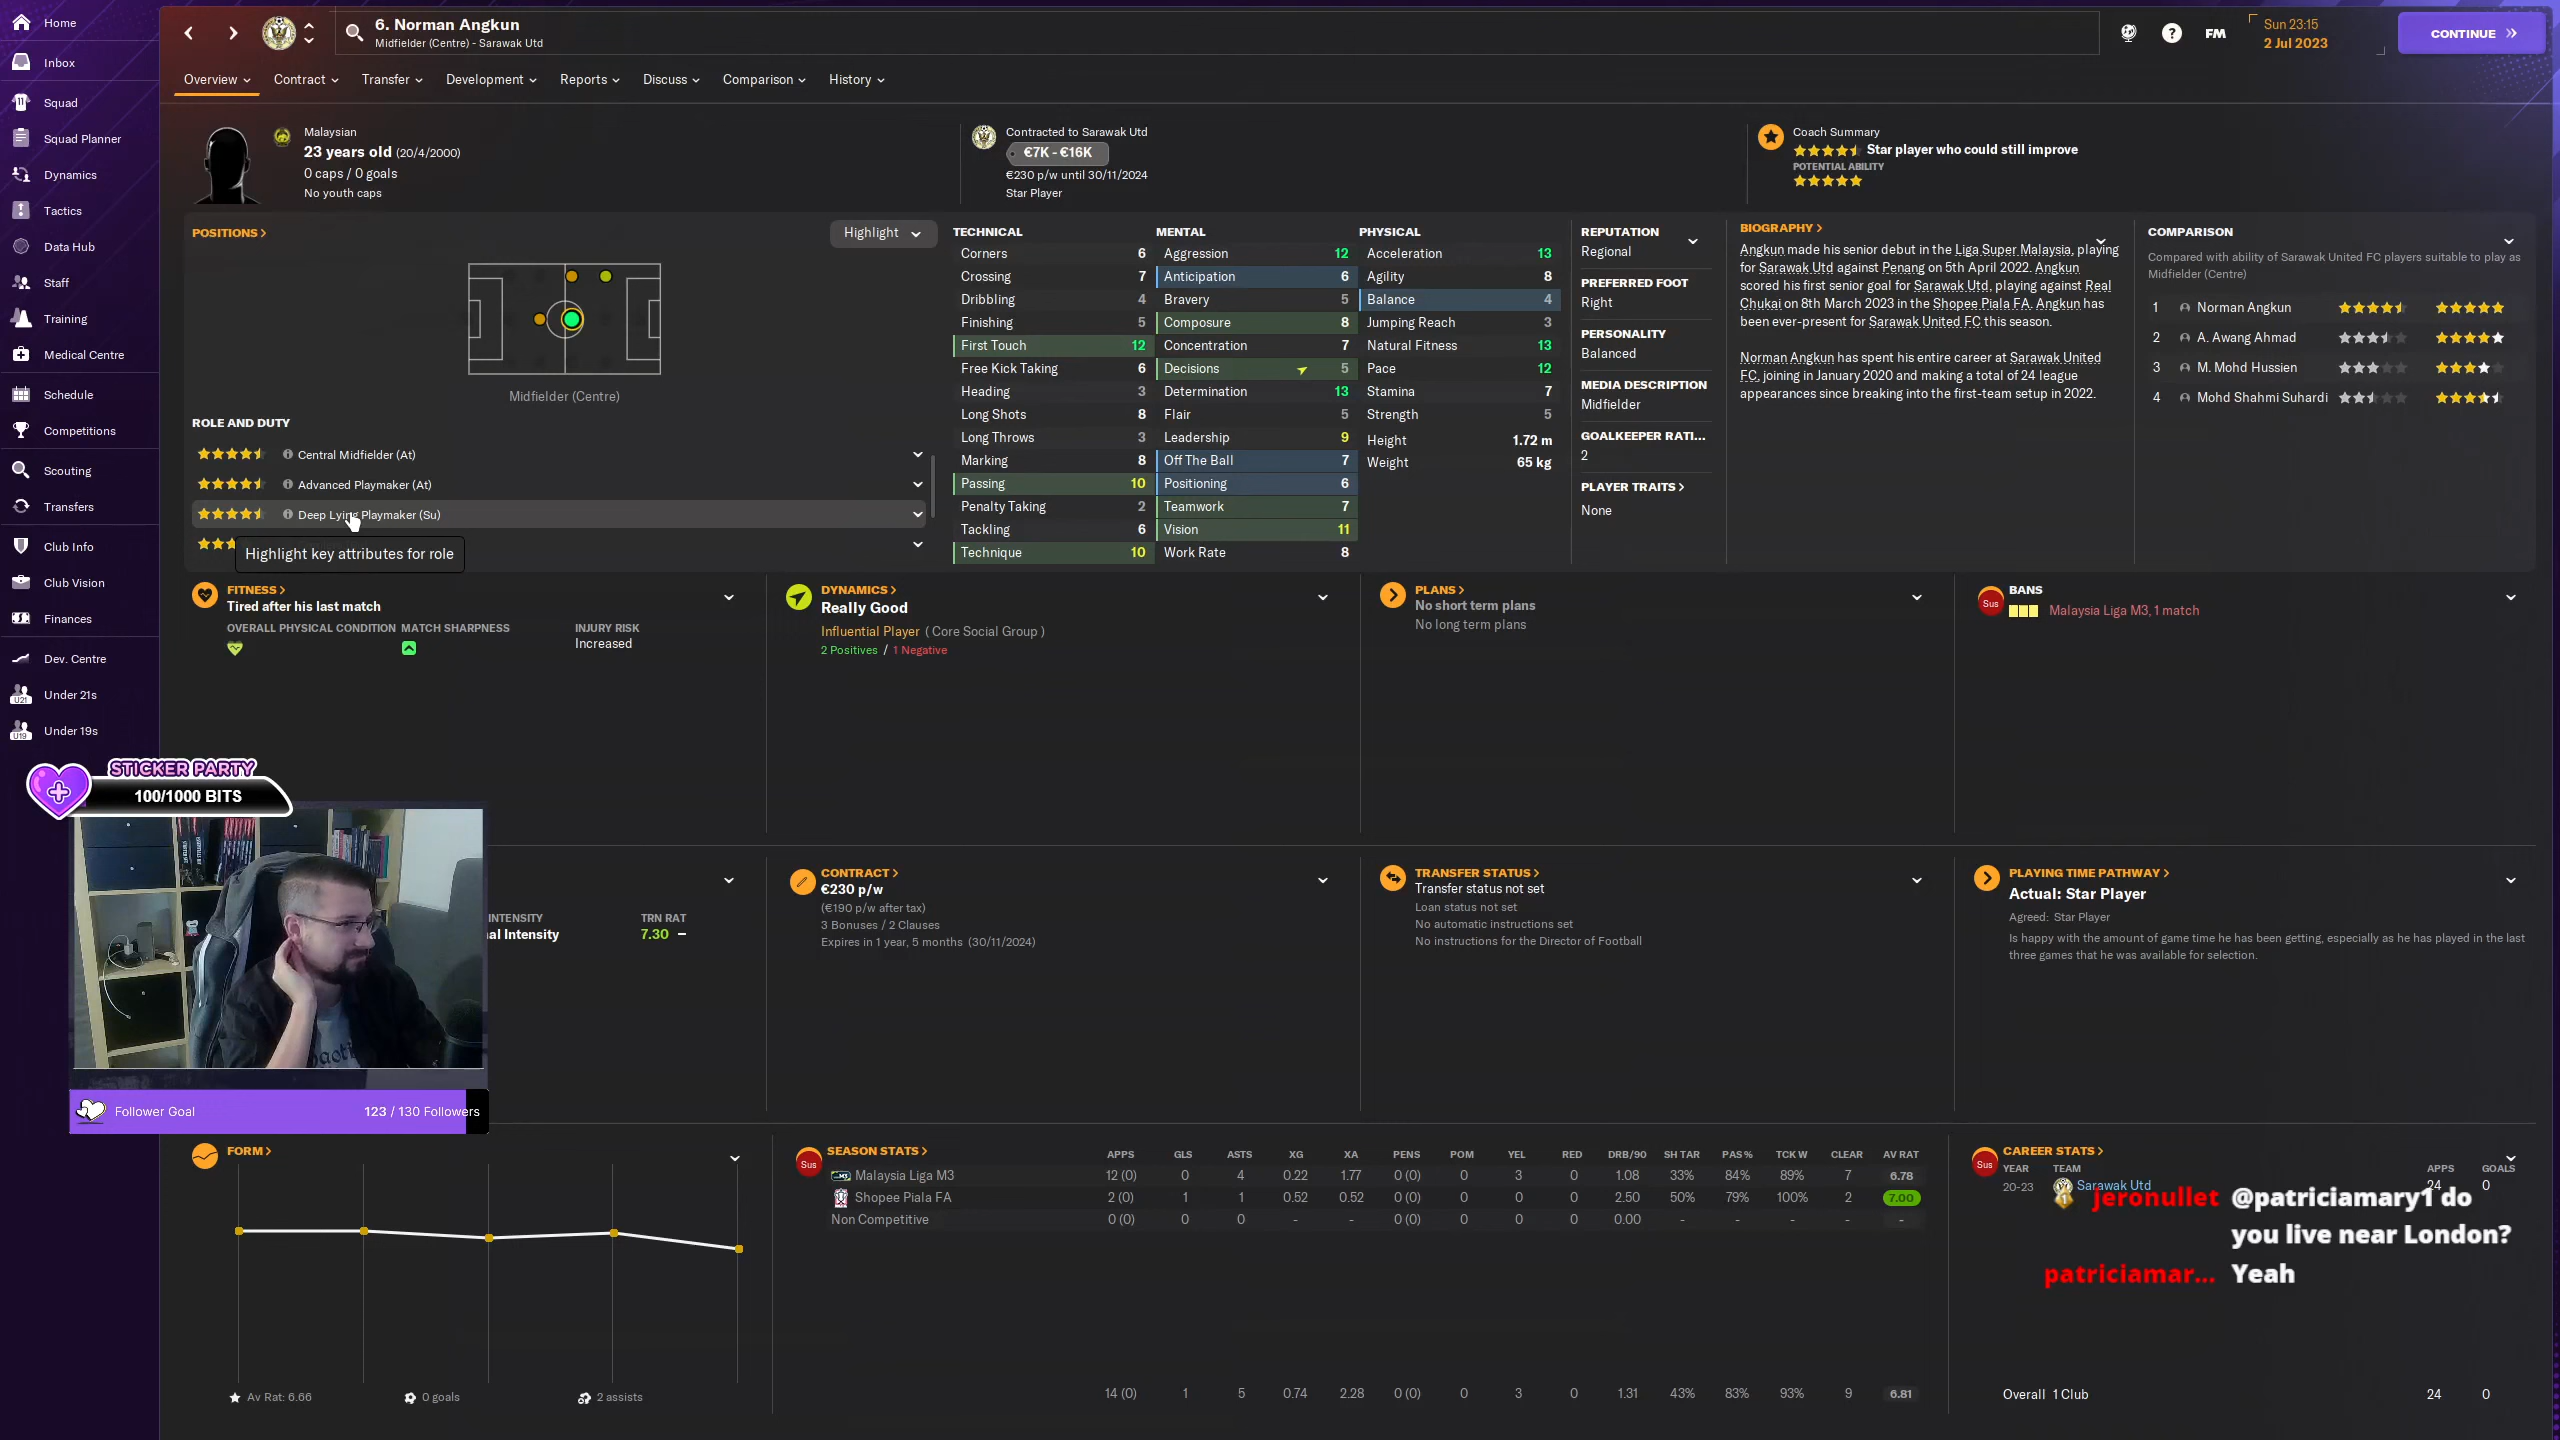 Home
Inbox
Squad
Squad Planner
Dynamics
Tactics
Data Hub
Staff
Training
Medical Centre
Schedule
Competitions
Scouting
Transfers
Club Info
Club Vision
Finances
Dev. Centre
Under 21s
Under 19s
6. Norman Angkun
Midfielder (Centre) - Sarawak Utd
FM
Sun 23:15
2 Jul 2023
CONTINUE
Overview Contract Transfer Development Reports Discuss Comparison History
Malaysian
23 years old (20/4/2000)
0 caps / 0 goals
No youth caps
Contracted to Sarawak Utd
€7K - €16K
€230 p/w until 30/11/2024
Star Player
Coach Summary
Star player who could still improve
POTENTIAL ABILITY
POSITIONS >
Highlight
Midfielder (Centre)
ROLE AND DUTY
Central Midfielder (At)
Advanced Playmaker (At)
Deep Lying Playmaker (Su)
Highlight key attributes for role
TECHNICAL
Corners 6
Crossing 7
Dribbling 4
Finishing 5
First Touch 12
Free Kick Taking 6
Heading 3
Long Shots 8
Long Throws 3
Marking 8
Passing 10
Penalty Taking 2
Tackling 6
Technique 10
MENTAL
Aggression 12
Anticipation 6
Bravery 5
Composure 8
Concentration 7
Decisions 5
Determination 13
Flair 5
Leadership 9
Off The Ball 7
Positioning 6
Teamwork 7
Vision 11
Work Rate 8
PHYSICAL
Acceleration 13
Agility 8
Balance 4
Jumping Reach 3
Natural Fitness 13
Pace 12
Stamina 7
Strength 5
Height 1.72 m
Weight 65 kg
REPUTATION
Regional
PREFERRED FOOT
Right
PERSONALITY
Balanced
MEDIA DESCRIPTION
Midfielder
GOALKEEPER RATI...
2
PLAYER TRAITS >
None
BIOGRAPHY >
Angkun made his senior debut in the Liga Super Malaysia, playing
for Sarawak Utd against Penang on 5th April 2022. Angkun
scored his first senior goal for Sarawak Utd, playing against Real
Chukai on 8th March 2023 in the Shopee Piala FA. Angkun has
been ever-present for Sarawak United FC this season.
Norman Angkun has spent his entire career at Sarawak United
FC, joining in January 2020 and making a total of 24 league
appearances since breaking into the first-team setup in 2022.
COMPARISON
Compared with ability of Sarawak United FC players suitable to play as
Midfielder (Centre)
1 Norman Angkun
2 A. Awang Ahmad
3 M. Mohd Hussien
4 Mohd Shahmi Suhardi
FITNESS >
Tired after his last match
OVERALL PHYSICAL CONDITION MATCH SHARPNESS INJURY RISK
Increased
DYNAMICS >
Really Good
Influential Player ( Core Social Group )
2 Positives / 1 Negative
PLANS >
No short term plans
No long term plans
BANS
Sus
Malaysia Liga M3, 1 match
STICKER PARTY
100/1000 BITS
INTENSITY TRN RAT
al Intensity 7.30 –
Follower Goal 123 / 130 Followers
CONTRACT >
€230 p/w
(€190 p/w after tax)
3 Bonuses / 2 Clauses
Expires in 1 year, 5 months (30/11/2024)
TRANSFER STATUS >
Transfer status not set
Loan status not set
No automatic instructions set
No instructions for the Director of Football
PLAYING TIME PATHWAY >
Actual: Star Player
Agreed: Star Player
Is happy with the amount of game time he has been getting, especially as he has played in the last
three games that he was available for selection.
FORM >
Av Rat: 6.66 0 goals 2 assists
Sus
SEASON STATS > APPS GLS ASTS XG XA PENS POM YEL RED DRB/90 SH TAR PAS % TCK W CLEAR AV RAT
Malaysia Liga M3 12 (0) 0 4 0.22 1.77 0 (0) 0 3 0 1.08 33% 84% 89% 7 6.78
Shopee Piala FA 2 (0) 1 1 0.52 0.52 0 (0) 0 0 0 2.50 50% 79% 100% 2 7.00
Non Competitive 0 (0) 0 0 - - 0 (0) 0 0 0 0.00 - - - - -
14 (0) 1 5 0.74 2.28 0 (0) 0 3 0 1.31 43% 83% 93% 9 6.81
Sus
CAREER STATS >
YEAR TEAM APPS GOALS
20-23 Sarawak Utd 24 0
jeronullet @patriciamary1 do
you live near London?
patriciamar... Yeah
Overall 1 Club 24 0